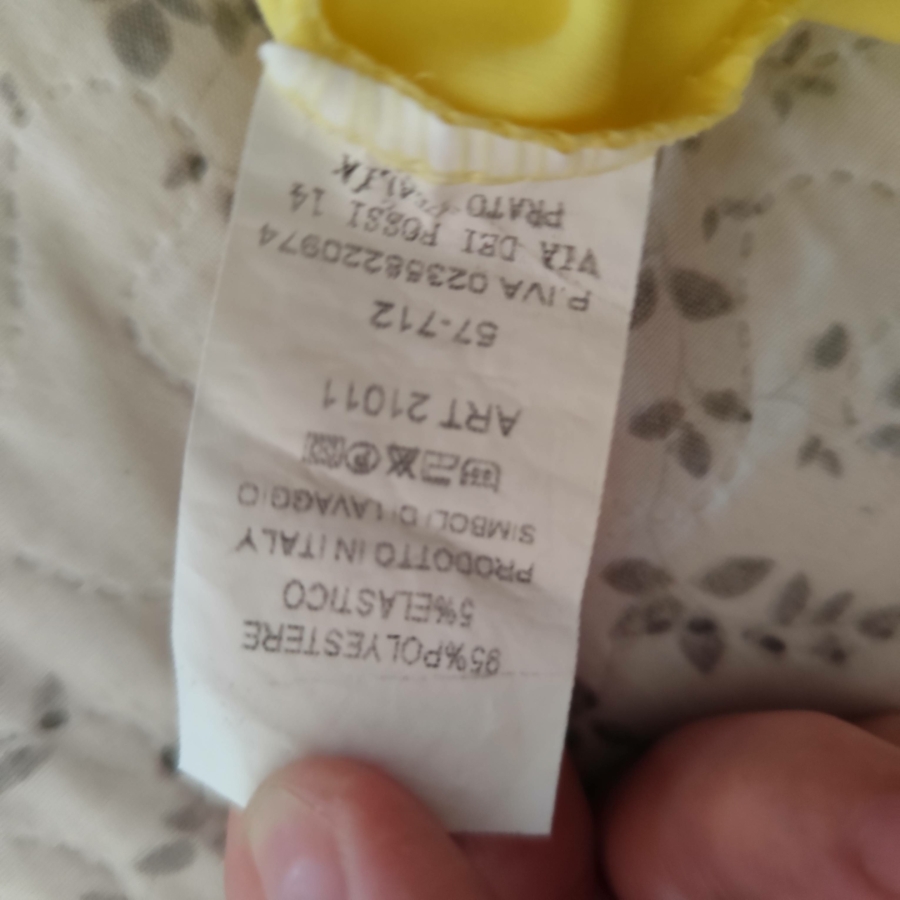 95%POLYESTERE
5%ELASTICO
PRODOTTO IN ITALY
SIMBOLI DI LAVAGGIO
ART 21011
57-712
P.IVA 02358220974
VIA DEI FOSSI 14
PRATO